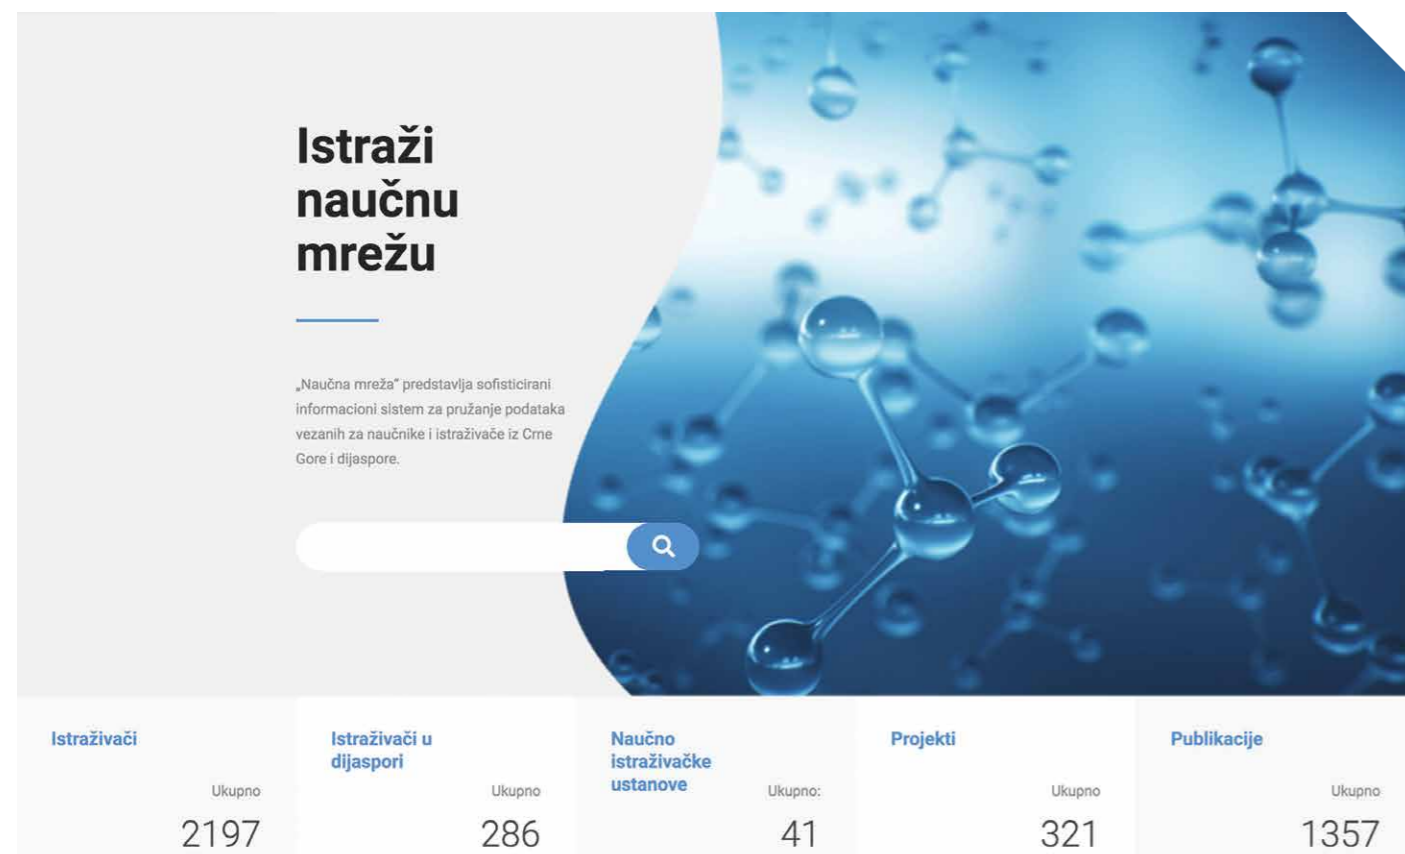 Istraži
naučnu
mrežu
„Naučna mreža“ predstavlja sofisticirani
informacioni sistem za pružanje podataka
vezanih za naučnike i istraživače iz Crne
Gore i dijaspore.
Istraživači
Ukupno
2197
Istraživači u
dijaspori
Ukupno
286
Naučno
istraživačke
ustanove
Ukupno:
41
Projekti
Ukupno
321
Publikacije
Ukupno
1357